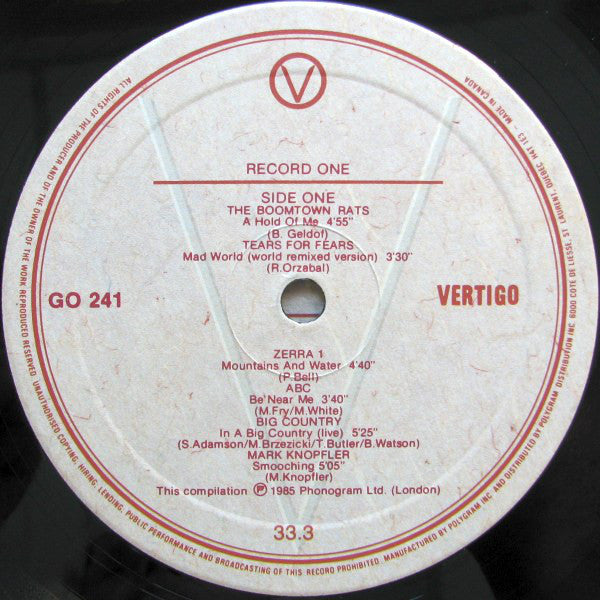 V
RECORD ONE
SIDE ONE
THE BOOMTOWN RATS
A Hold Of Me 4'55"
(B. Geldof)
TEARS FOR FEARS
Mad World (world remixed version) 3'30"
(R.Orzabal)
GO 241
VERTIGO
ZERRA 1
Mountains And Water 4'40"
(P.Bell)
ABC
Be Near Me 3'40"
(M.Fry/M.White)
BIG COUNTRY
In A Big Country (live) 5'25"
(S.Adamson/M.Brzezicki/T.Butler/B.Watson)
MARK KNOPFLER
Smooching 5'05"
(M.Knopfler)
This compilation ℗ 1985 Phonogram Ltd. (London)
33.3
ALL RIGHTS OF THE PRODUCER AND OF THE OWNER OF THE WORK REPRODUCED RESERVED. UNAUTHORISED COPYING, HIRING, LENDING, PUBLIC PERFORMANCE AND BROADCASTING OF THIS RECORD PROHIBITED. MANUFACTURED BY POLYGRAM INC. AND DISTRIBUTED BY POLYGRAM DISTRIBUTION INC. 6000 COTE DE LIESSE, ST LAURENT, QUEBEC, H4T 1E3 – MADE IN CANADA